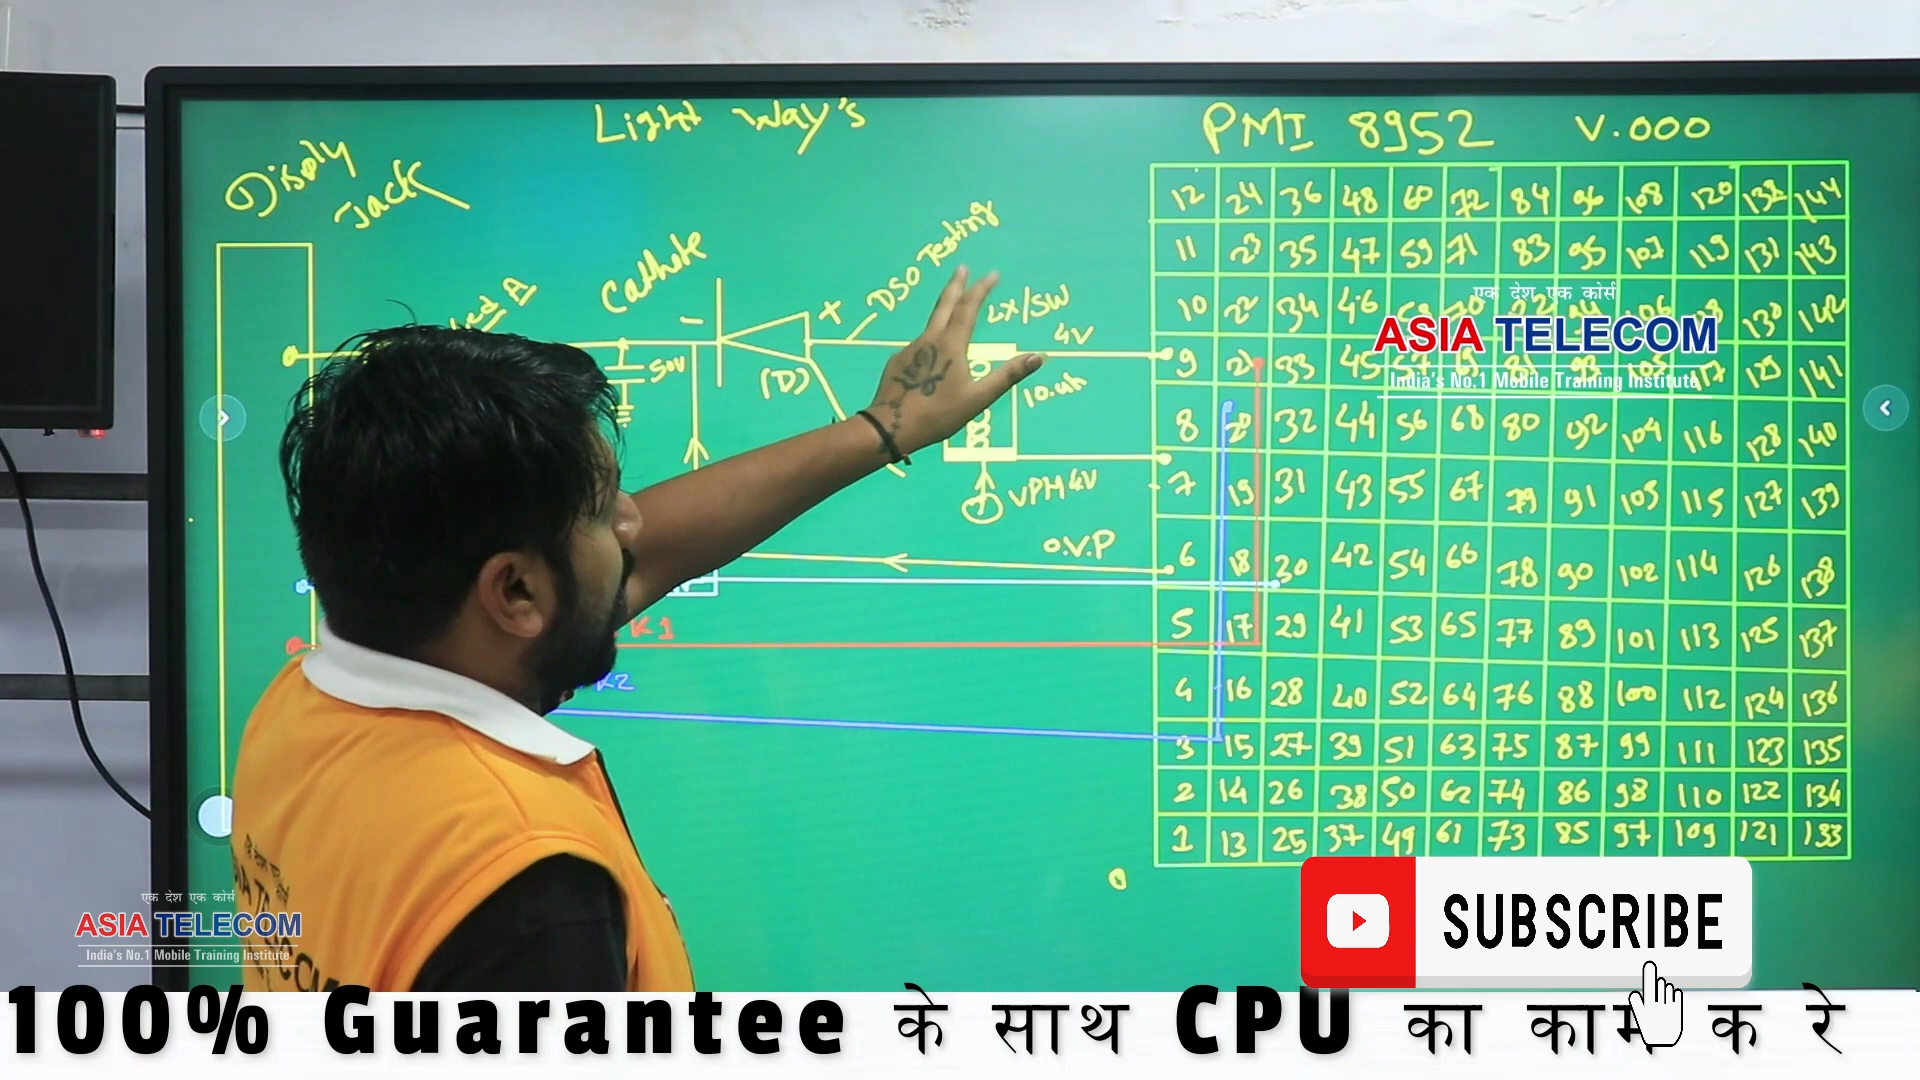 Light Way's
PMI 8952 V.000
Disply
Jack
Cathete
DSO Testing
LX/SW
4V
50V
(D)
10.uh
VPM 4V
O.V.P
K1
K2
12 24 36 48 60 72 84 96 108 120 132 144
11 23 35 47 59 71 83 95 107 119 131 143
10 22 34 46 130 142
9 21 33 45 129 141
8 20 32 44 56 68 80 92 104 116 128 140
7 19 31 43 55 67 79 91 103 115 127 139
6 18 30 42 54 66 78 90 102 114 126 138
5 17 29 41 53 65 77 89 101 113 125 137
4 16 28 40 52 64 76 88 100 112 124 136
3 15 27 39 51 63 75 87 99 111 123 135
2 14 26 38 50 62 74 86 98 110 122 134
1 13 25 37 49 61 73 85 97 109 121 133
एक देश एक कोर्स
ASIA TELECOM
India's No.1 Mobile Training Institute
एक देश एक कोर्स
ASIA TELECOM
India's No.1 Mobile Training Institute
SUBSCRIBE
100% Guarantee के साथ CPU का काम क रे